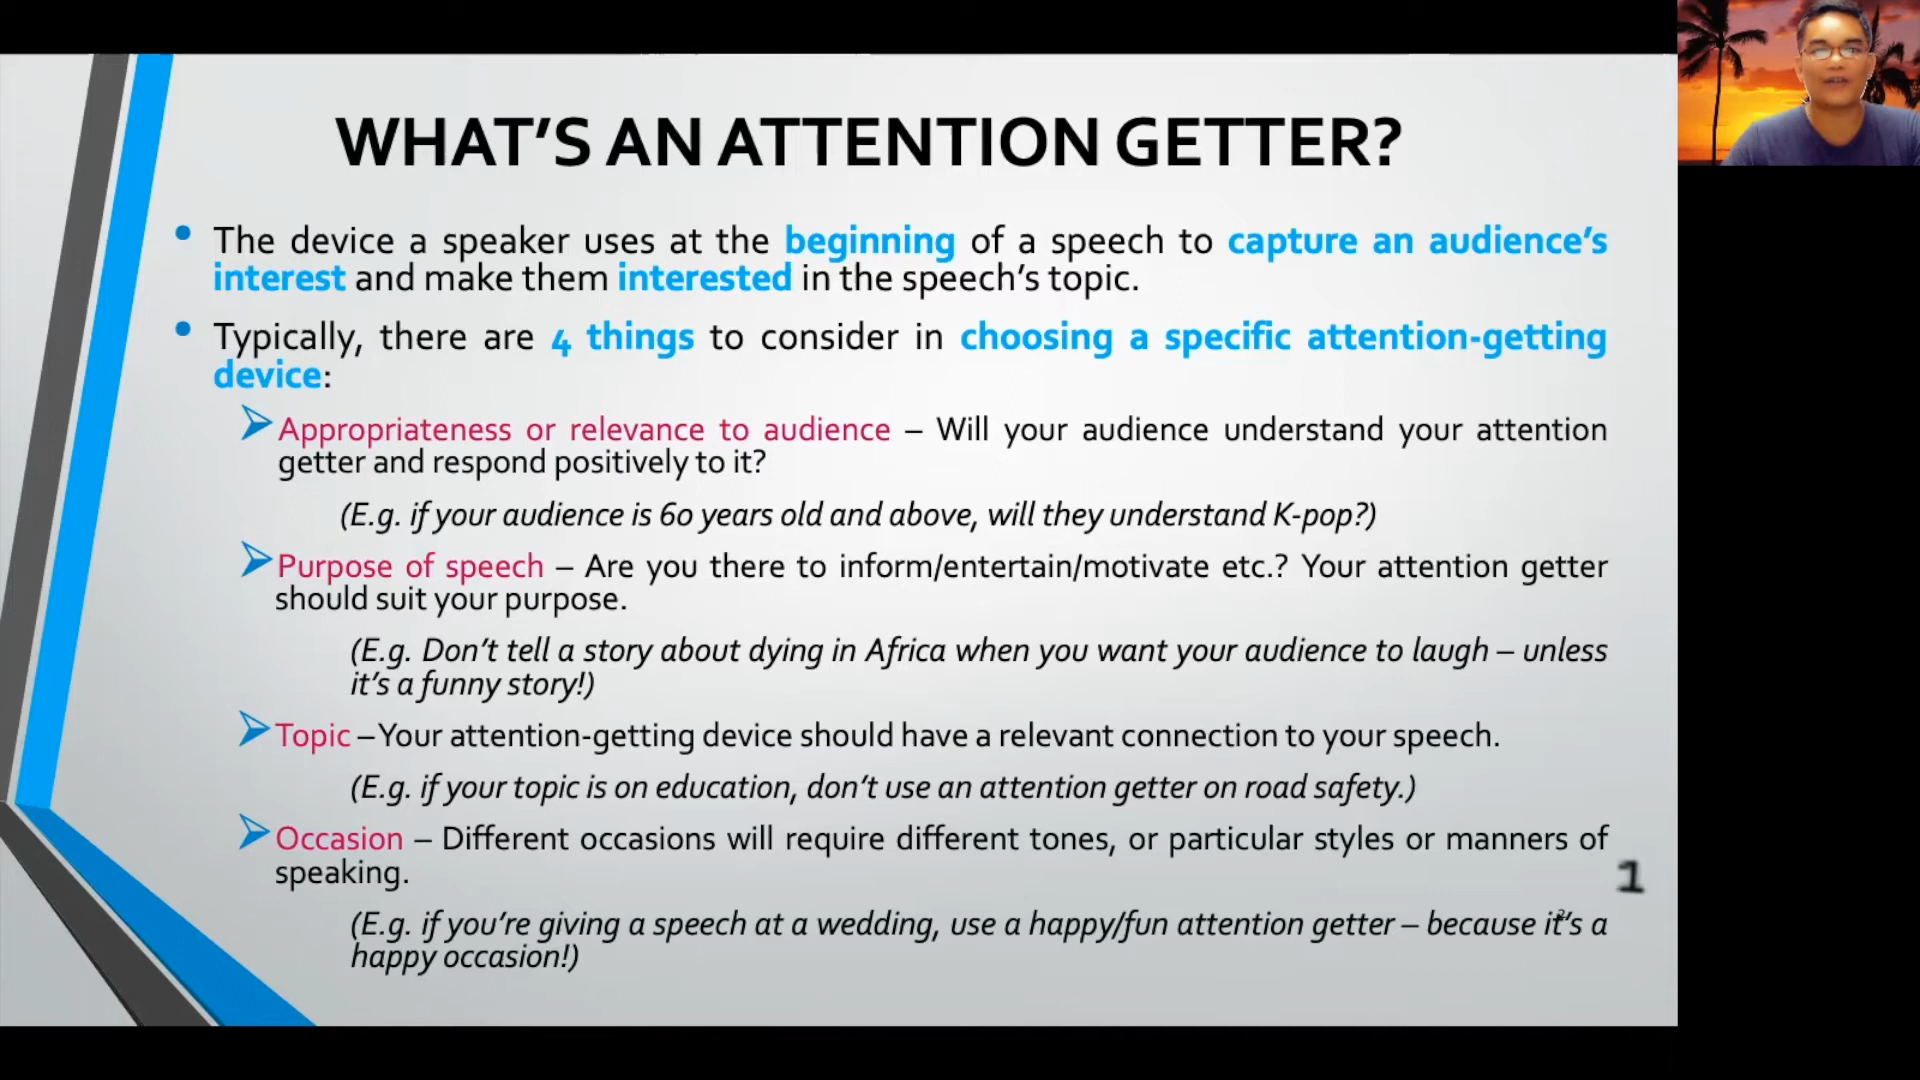 WHAT'S AN ATTENTION GETTER?
• The device a speaker uses at the beginning of a speech to capture an audience's
interest and make them interested in the speech's topic.
• Typically, there are 4 things to consider in choosing a specific attention-getting
device:
➢ Appropriateness or relevance to audience – Will your audience understand your attention
getter and respond positively to it?
(E.g. if your audience is 60 years old and above, will they understand K-pop?)
➢ Purpose of speech – Are you there to inform/entertain/motivate etc.? Your attention getter
should suit your purpose.
(E.g. Don't tell a story about dying in Africa when you want your audience to laugh – unless
it's a funny story!)
➢ Topic – Your attention-getting device should have a relevant connection to your speech.
(E.g. if your topic is on education, don't use an attention getter on road safety.)
➢ Occasion – Different occasions will require different tones, or particular styles or manners of
speaking.
1
(E.g. if you're giving a speech at a wedding, use a happy/fun attention getter – because it's a
2
happy occasion!)